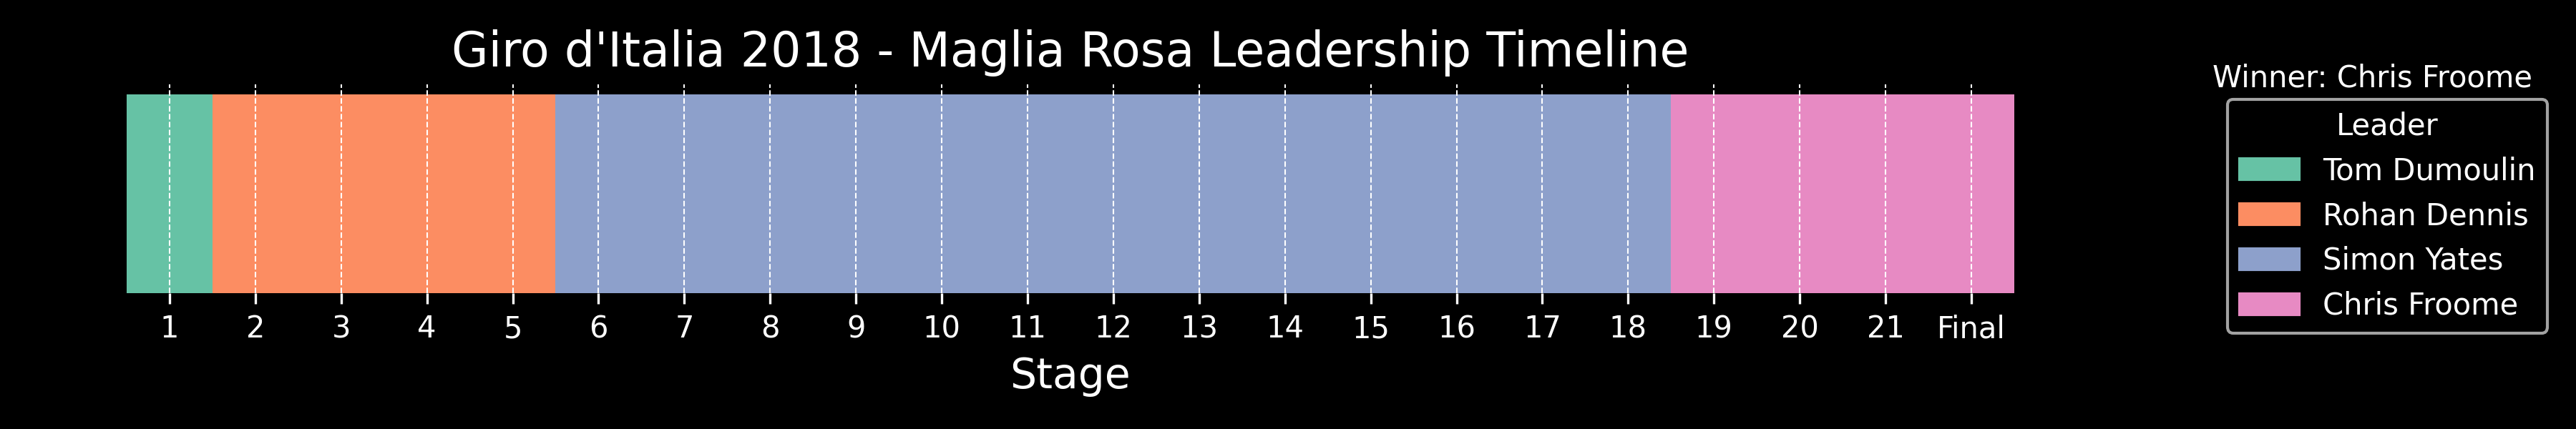 Giro d'Italia 2018 - Maglia Rosa Leadership Timeline
Winner: Chris Froome
Leader
Tom Dumoulin
Rohan Dennis
Simon Yates
Chris Froome
1 2 3 4 5 6 7 8 9 10 11 12 13 14 15 16 17 18 19 20 21 Final
Stage